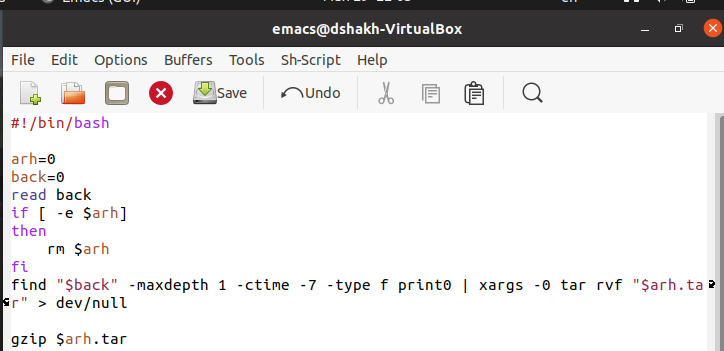 emacs@dshakh-VirtualBox
File Edit Options Buffers Tools Sh-Script Help
Save Undo
#!/bin/bash
arh=0
back=0
read back
if [ -e $arh]
then
rm $arh
fi
find "$back" -maxdepth 1 -ctime -7 -type f print0 | xargs -0 tar rvf "$arh.ta
r" > dev/null
gzip $arh.tar